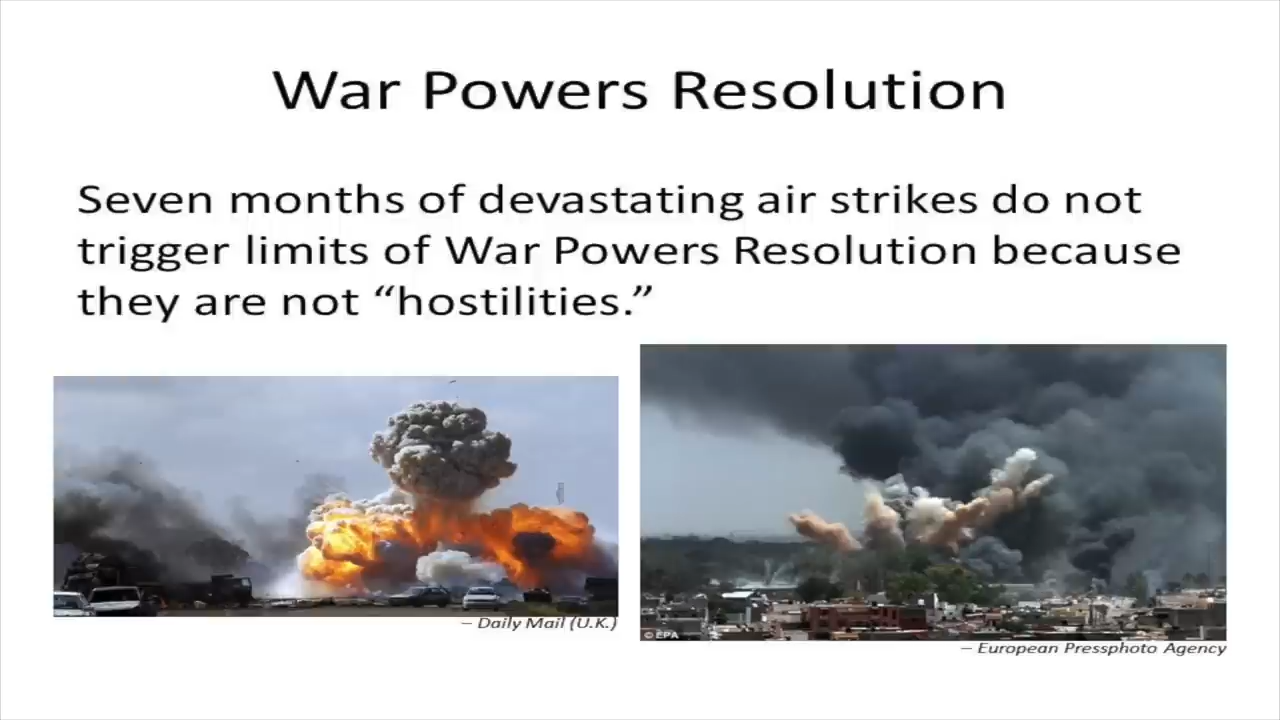 War Powers Resolution
Seven months of devastating air strikes do not
trigger limits of War Powers Resolution because
they are not “hostilities.”
– Daily Mail (U.K.)
©EPA
– European Pressphoto Agency